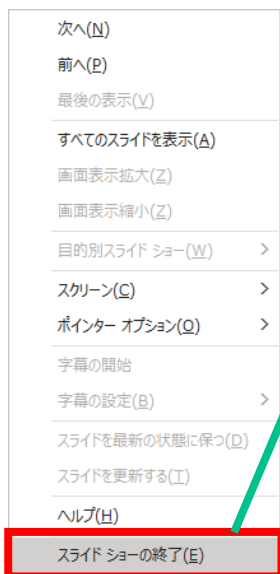 次へ(N)
前へ(P)
最後の表示(V)
すべてのスライドを表示(A)
画面表示拡大(Z)
画面表示縮小(Z)
目的別スライド ショー(W)
スクリーン(C)
ポインター オプション(O)
字幕の開始
字幕の設定(B)
スライドを最新の状態に保つ(D)
スライドを更新する(T)
ヘルプ(H)
スライド ショーの終了(E)